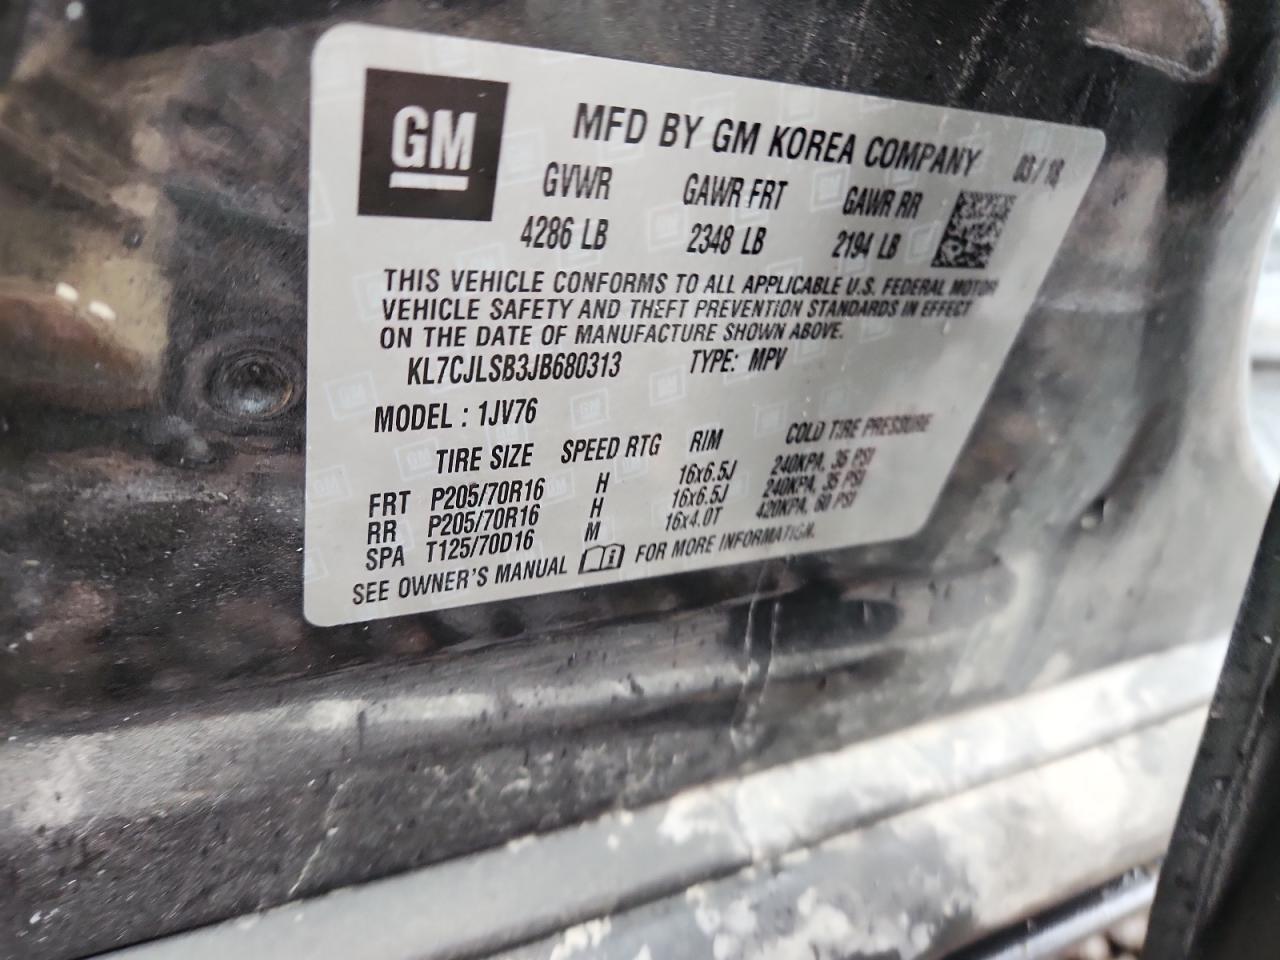 GM
MFD BY GM KOREA COMPANY 03/18
GVWR GAWR FRT GAWR RR
4286 LB 2348 LB 2194 LB
THIS VEHICLE CONFORMS TO ALL APPLICABLE U.S. FEDERAL MOTOR
VEHICLE SAFETY AND THEFT PREVENTION STANDARDS IN EFFECT
ON THE DATE OF MANUFACTURE SHOWN ABOVE.
KL7CJLSB3JB680313 TYPE: MPV
MODEL : 1JV76
TIRE SIZE SPEED RTG RIM COLD TIRE PRESSURE
FRT P205/70R16 H 16x6.5J 240KPA, 35 PSI
RR P205/70R16 H 16x6.5J 240KPA, 35 PSI
SPA T125/70D16 M 16x4.0T 420KPA, 60 PSI
SEE OWNER'S MANUAL FOR MORE INFORMATION.